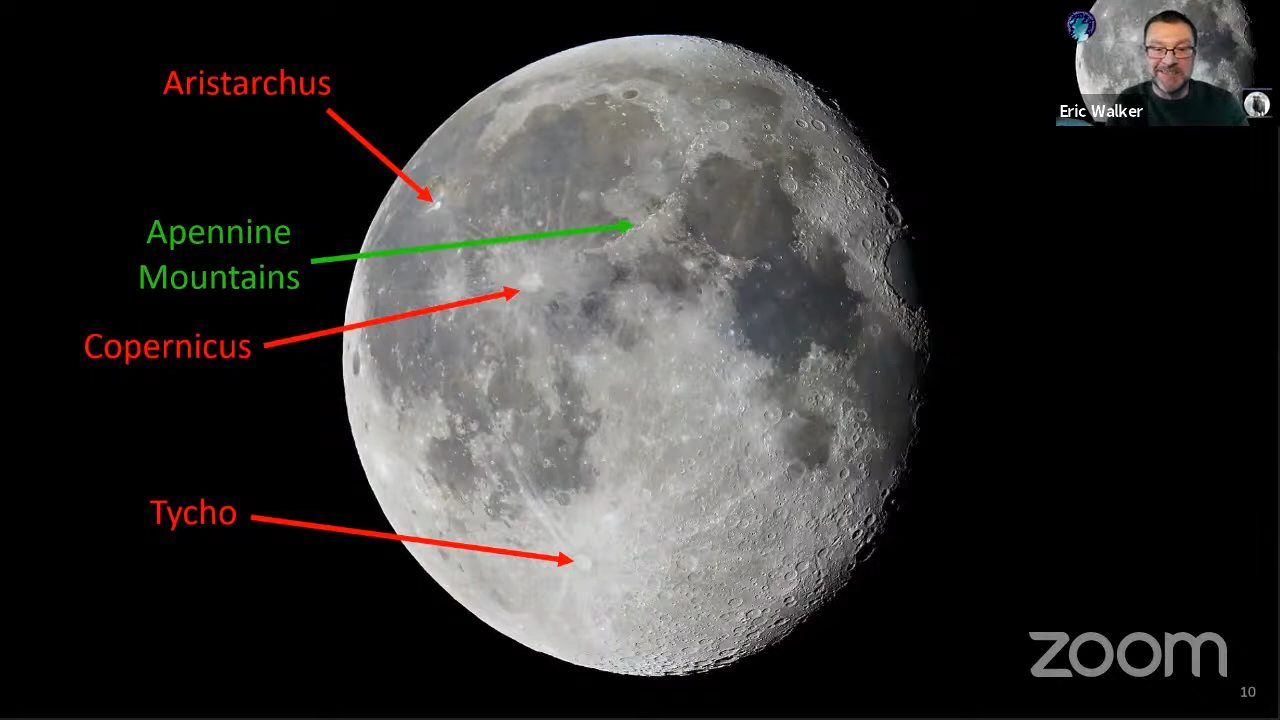 Aristarchus
Apennine
Mountains
Copernicus
Tycho
Eric Walker
zoom
10